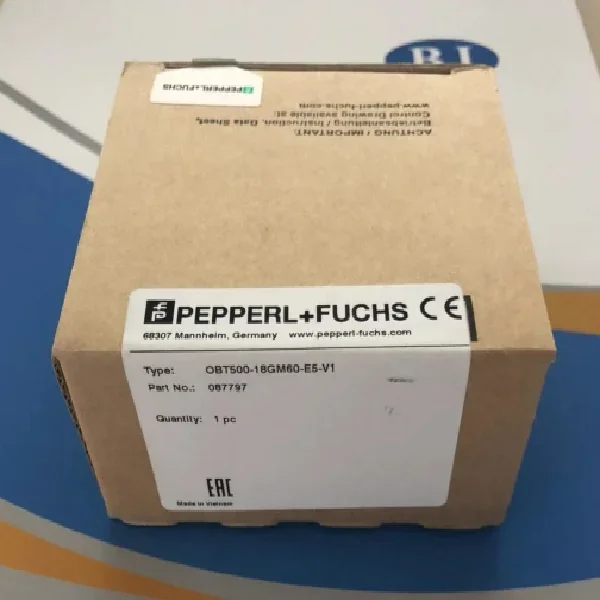 BJ
PEPPERL+FUCHS
ACHTUNG / IMPORTANT:
Betriebsanleitung / Instruction, Data Sheet,
Control Drawing available at:
www.pepperl-fuchs.com
PEPPERL+FUCHS CE
68307 Mannheim, Germany www.pepperl-fuchs.com
Type: OBT500-18GM60-E5-V1
Part No.: 087797
Quantity: 1 pc
EAC
Made in Vietnam